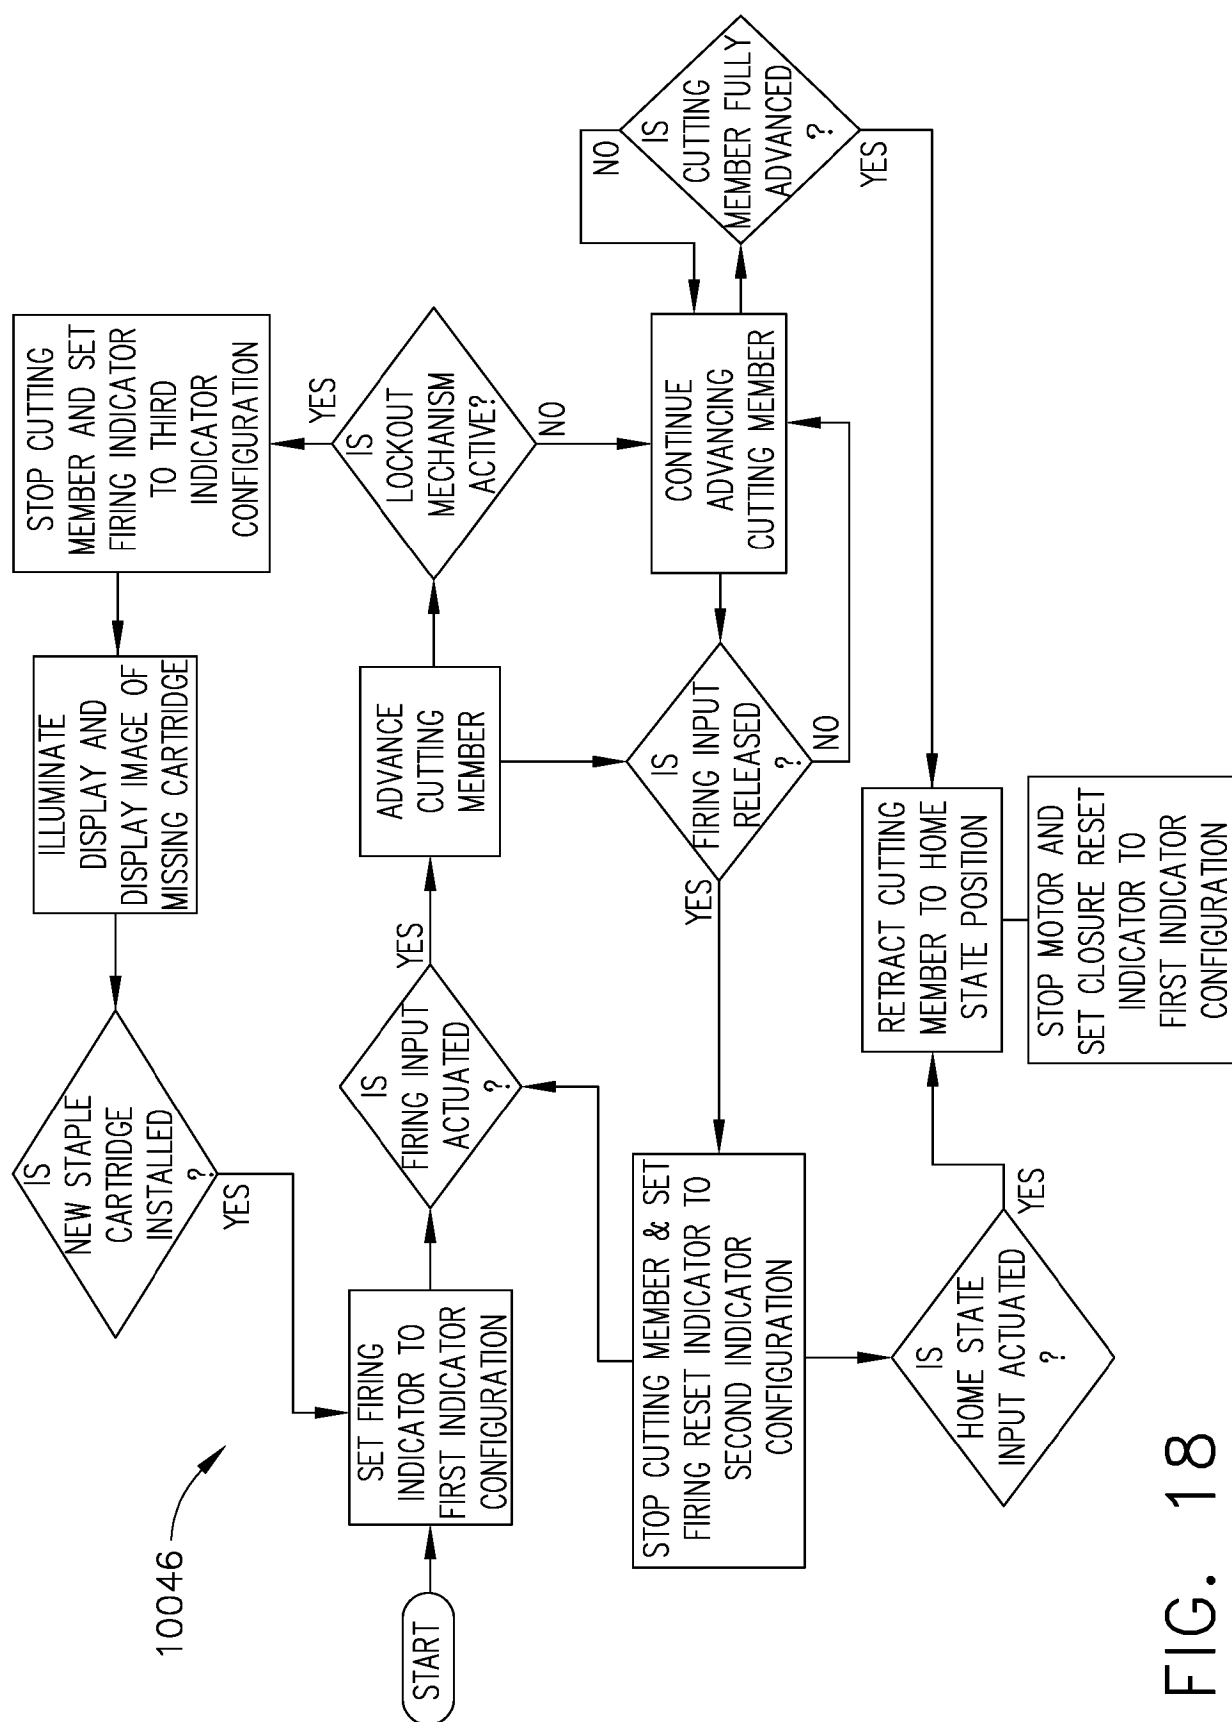 10046
START
SET FIRING
INDICATOR TO
FIRST INDICATOR
CONFIGURATION
IS
NEW STAPLE
CARTRIDGE
INSTALLED
?
YES
ILLUMINATE
DISPLAY AND
DISPLAY IMAGE OF
MISSING CARTRIDGE
STOP CUTTING
MEMBER AND SET
FIRING INDICATOR
TO THIRD
INDICATOR
CONFIGURATION
IS
FIRING INPUT
ACTUATED
?
YES
ADVANCE
CUTTING
MEMBER
IS
LOCKOUT
MECHANISM
ACTIVE?
YES
NO
STOP CUTTING MEMBER & SET
FIRING RESET INDICATOR TO
SECOND INDICATOR
CONFIGURATION
IS
FIRING INPUT
RELEASED
?
YES
NO
CONTINUE
ADVANCING
CUTTING MEMBER
IS
CUTTING
MEMBER FULLY
ADVANCED
?
NO
YES
IS
HOME STATE
INPUT ACTUATED
?
YES
RETRACT CUTTING
MEMBER TO HOME
STATE POSITION
STOP MOTOR AND
SET CLOSURE RESET
INDICATOR TO
FIRST INDICATOR
CONFIGURATION
FIG. 18